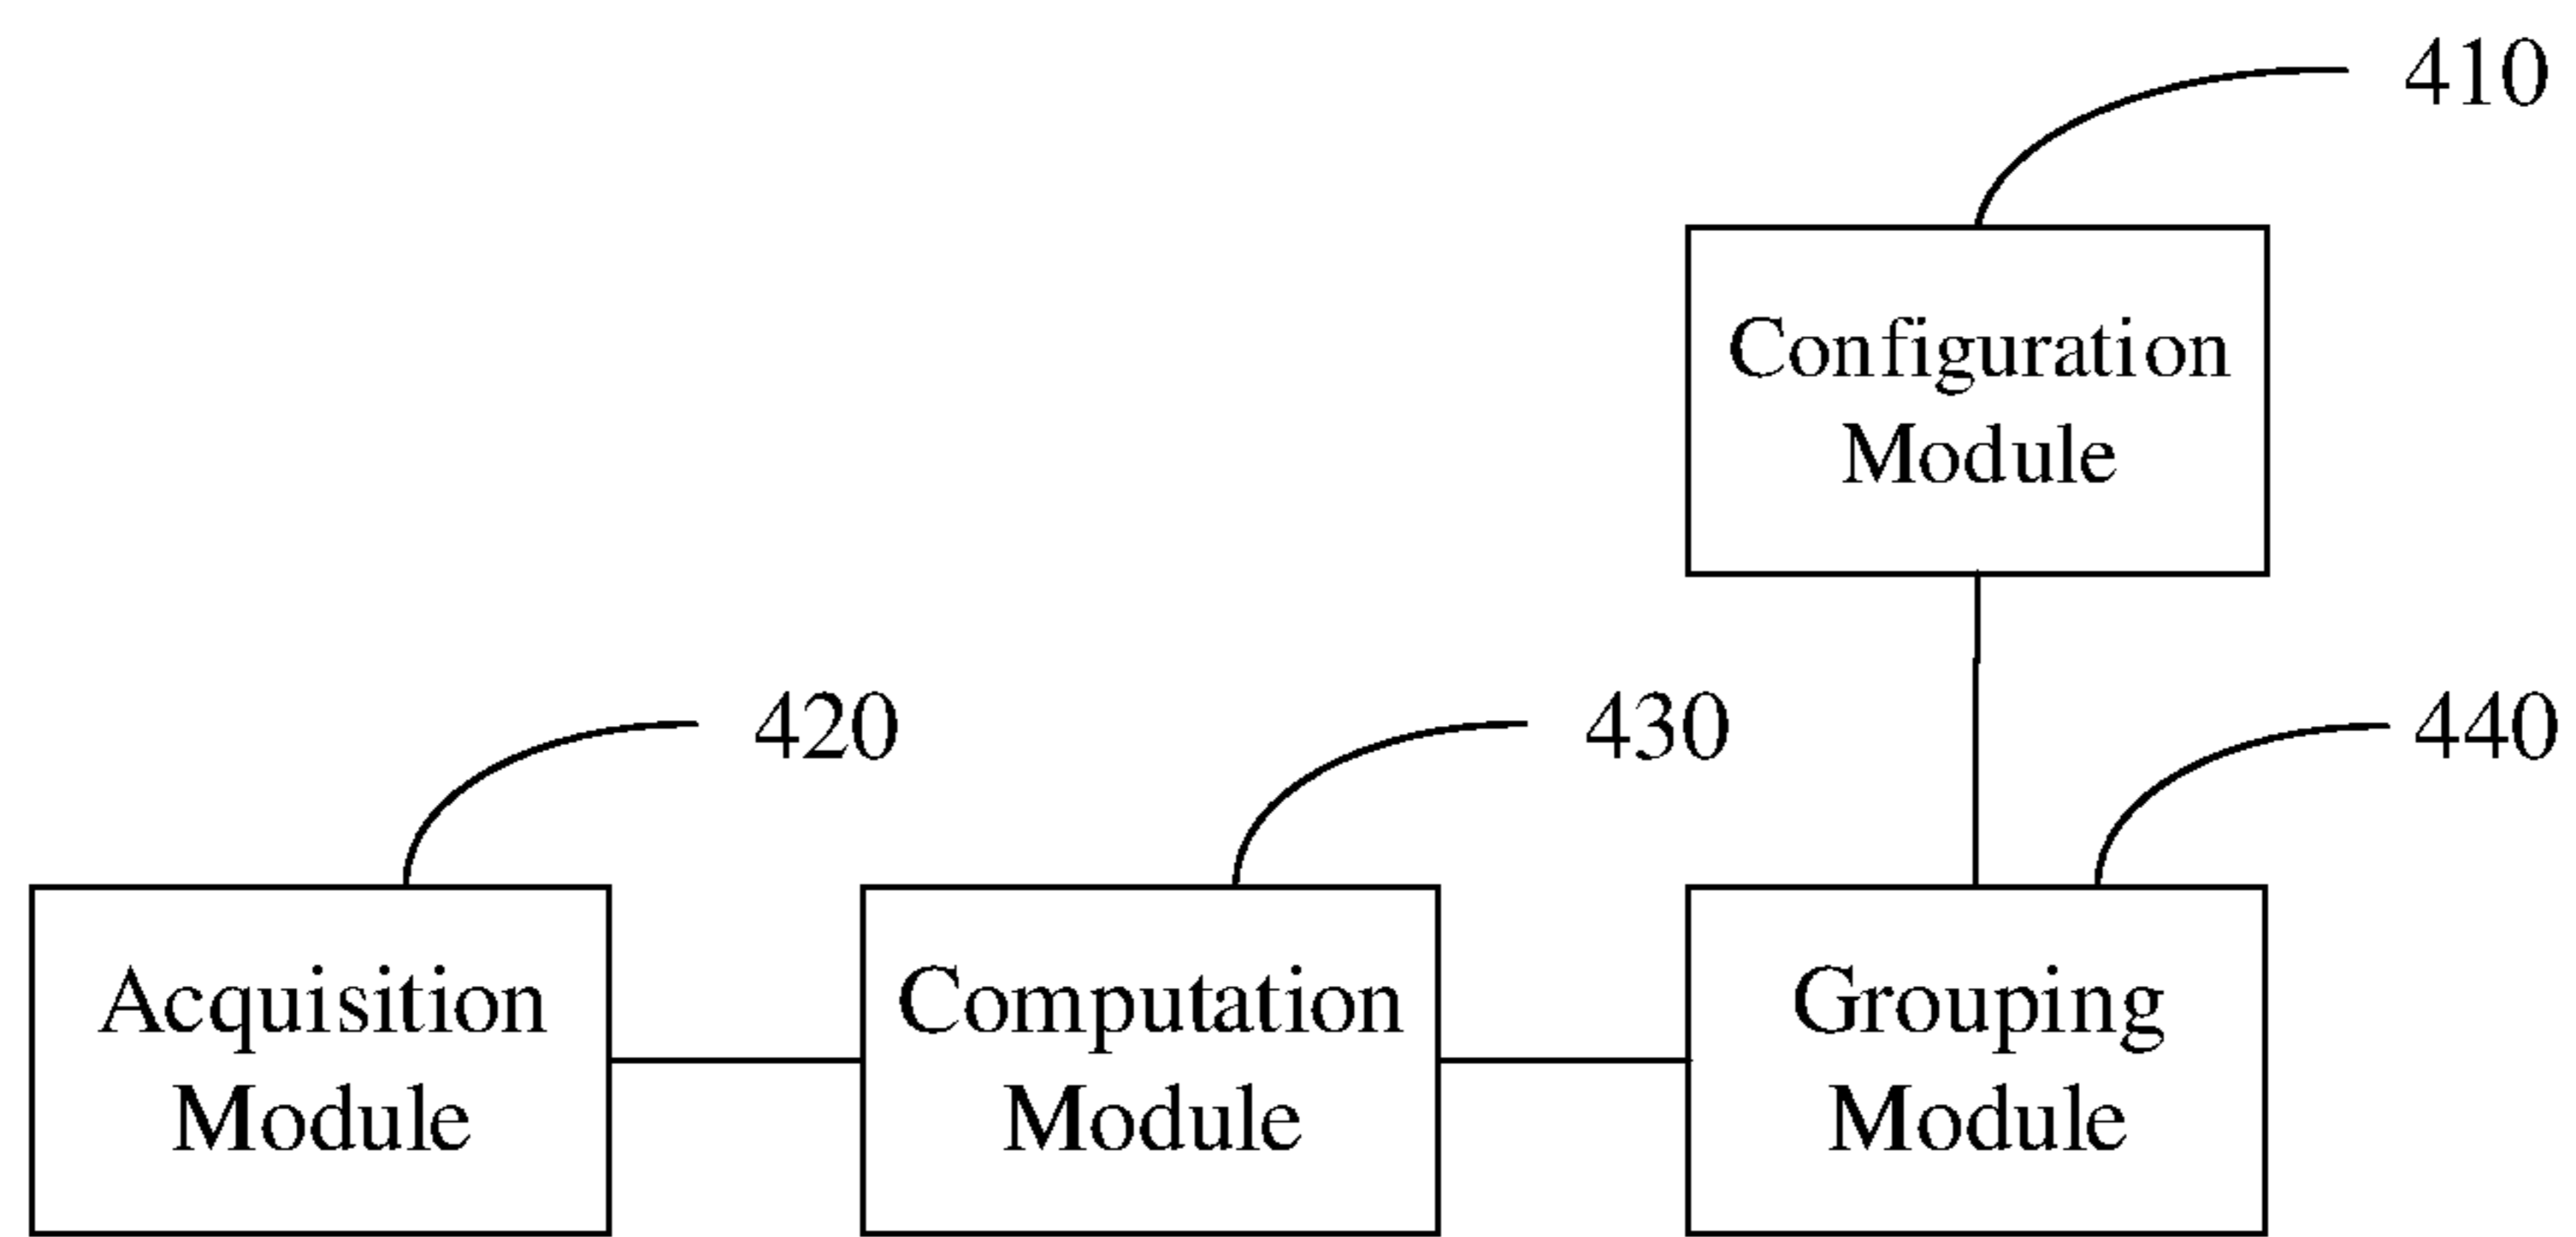 410
Configuration
Module
420
430
440
Acquisition
Module
Computation
Module
Grouping
Module